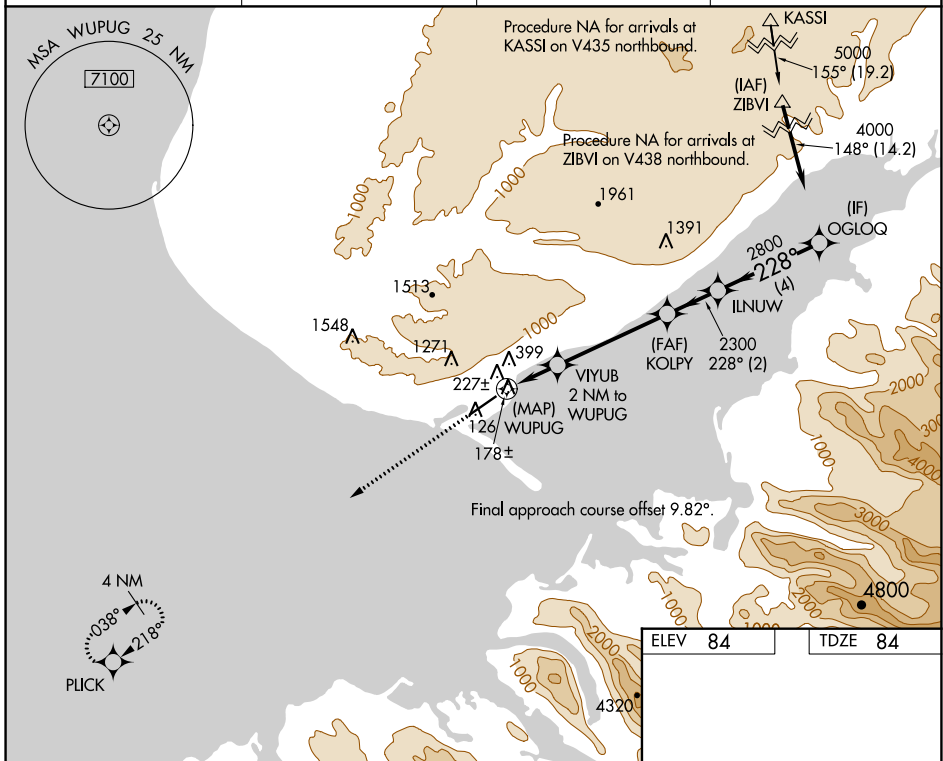 MSA WUPUG 25 NM
7100
Procedure NA for arrivals at
KASSI on V435 northbound.
KASSI
5000
155° (19.2)
(IAF)
ZIBVI
4000
148° (14.2)
Procedure NA for arrivals at
ZIBVI on V438 northbound.
1000
1000
1961
1391
(IF)
OGLOQ
2800
228°
(4)
ILNUW
1513
1548
1271
1000
399
(FAF)
KOLPY
2300
228° (2)
227±
VIYUB
2 NM to
WUPUG
(MAP)
WUPUG
126
178±
2000
3000
1000
4000
Final approach course offset 9.82°.
3000
4 NM
038°
218°
PLICK
1000
2000
4800
1000
2000
1000
4320
ELEV 84
TDZE 84